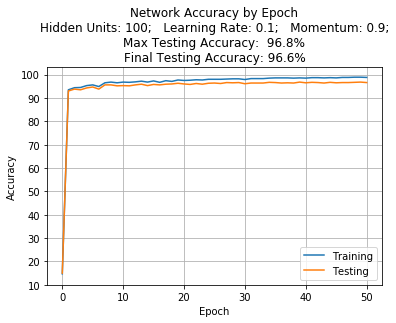 Network Accuracy by Epoch
Hidden Units: 100;   Learning Rate: 0.1;   Momentum: 0.9;
Max Testing Accuracy:  96.8%
Final Testing Accuracy: 96.6%
100
90
80
70
60
50
40
30
20
10
Accuracy
0
10
20
30
40
50
Epoch
Training
Testing